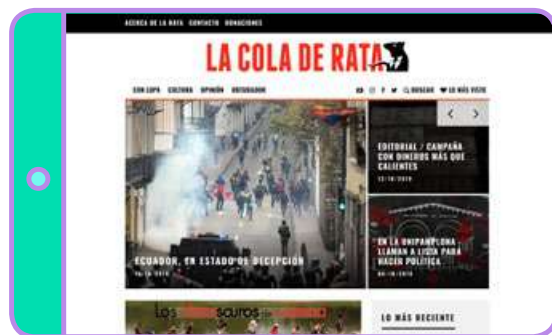 ACERCA DE LA RATA CONTACTO DONACIONES
LA COLA DE RATA
CON LUPA CULTURA OPINIÓN OBTURADOR
BUSCAR LO MÁS VISTO
ECUADOR, EN ESTADO DE DECEPCIÓN
EDITORIAL / CAMPAÑA
CON DINEROS MÁS QUE
CALIENTES
EN LA UNIPAMPLONA
LLAMAN A LISTA PARA
HACER POLÍTICA
Los
LO MÁS RECIENTE